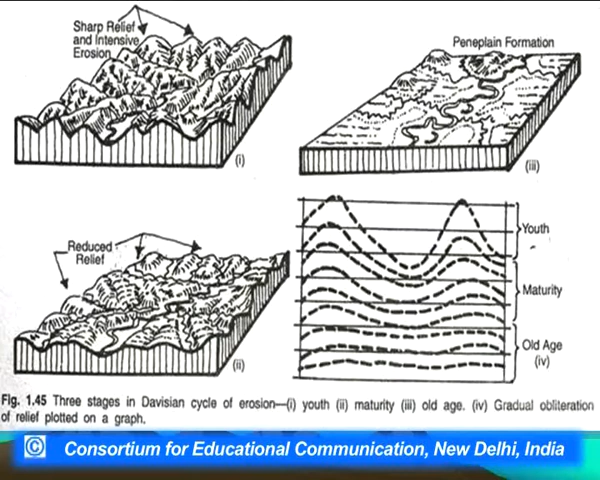 Sharp Relief
and Intensive
Erosion
(i)
Peneplain Formation
(iii)
Reduced
Relief
(ii)
Youth
Maturity
Old Age
(iv)
Fig. 1.45 Three stages in Davisian cycle of erosion—(i) youth (ii) maturity (iii) old age. (iv) Gradual obliteration
of relief plotted on a graph.
© Consortium for Educational Communication, New Delhi, India